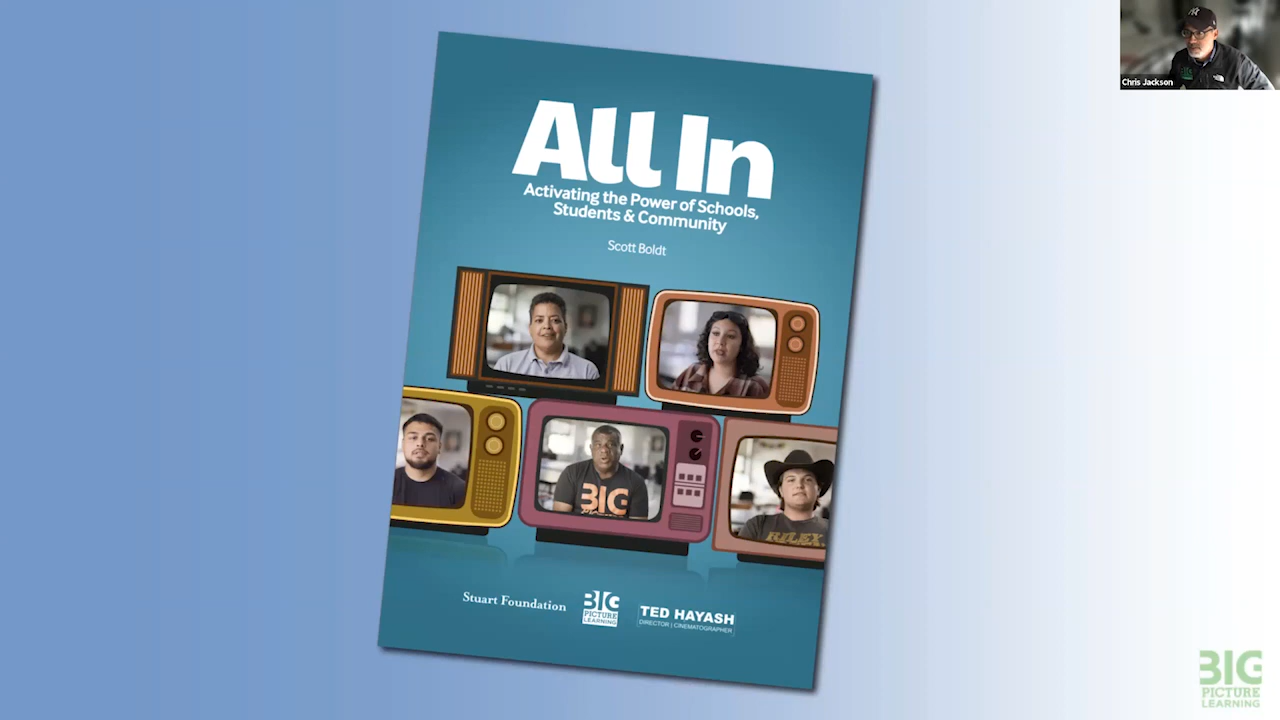 Chris Jackson
All In
Activating the Power of Schools,
Students & Community
Scott Boldt
BIG
RILEY
Stuart Foundation
BIG
PICTURE
LEARNING
TED HAYASH
DIRECTOR | CINEMATOGRAPHER
BIG
PICTURE
LEARNING